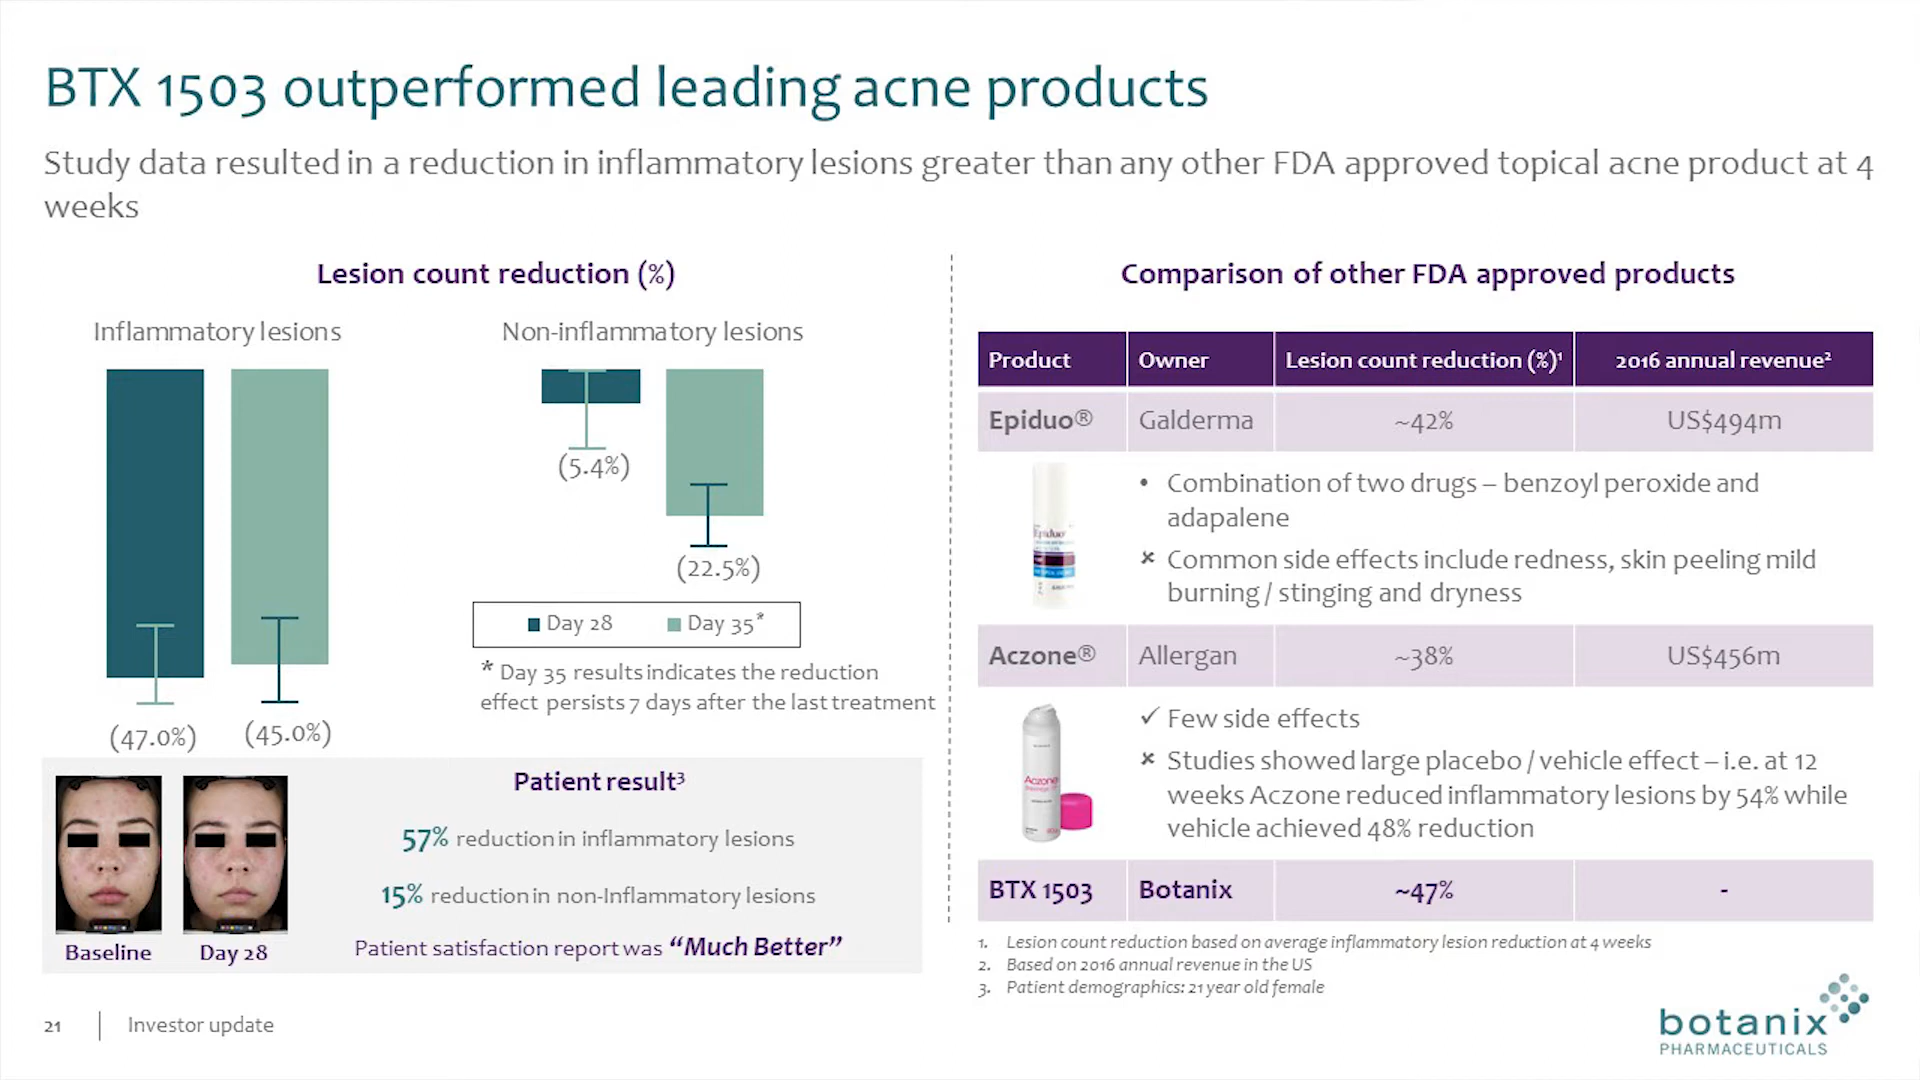 BTX 1503 outperformed leading acne products
Study data resulted in a reduction in inflammatory lesions greater than any other FDA approved topical acne product at 4
weeks
Lesion count reduction (%)
Inflammatory lesions
Non-inflammatory lesions
(5.4%)
(22.5%)
Day 28
Day 35*
* Day 35 results indicates the reduction
effect persists 7 days after the last treatment
(47.0%)
(45.0%)
Patient result³
57% reduction in inflammatory lesions
15% reduction in non-Inflammatory lesions
Patient satisfaction report was “Much Better”
Baseline
Day 28
Comparison of other FDA approved products
Product
Owner
Lesion count reduction (%)¹
2016 annual revenue²
Epiduo®
Galderma
~42%
US$494m
Epiduo
• Combination of two drugs – benzoyl peroxide and
adapalene
× Common side effects include redness, skin peeling mild
burning / stinging and dryness
Aczone®
Allergan
~38%
US$456m
Aczone
✓ Few side effects
× Studies showed large placebo / vehicle effect – i.e. at 12
weeks Aczone reduced inflammatory lesions by 54% while
vehicle achieved 48% reduction
BTX 1503
Botanix
~47%
-
1. Lesion count reduction based on average inflammatory lesion reduction at 4 weeks
2. Based on 2016 annual revenue in the US
3. Patient demographics: 21 year old female
21
Investor update
botanix
PHARMACEUTICALS